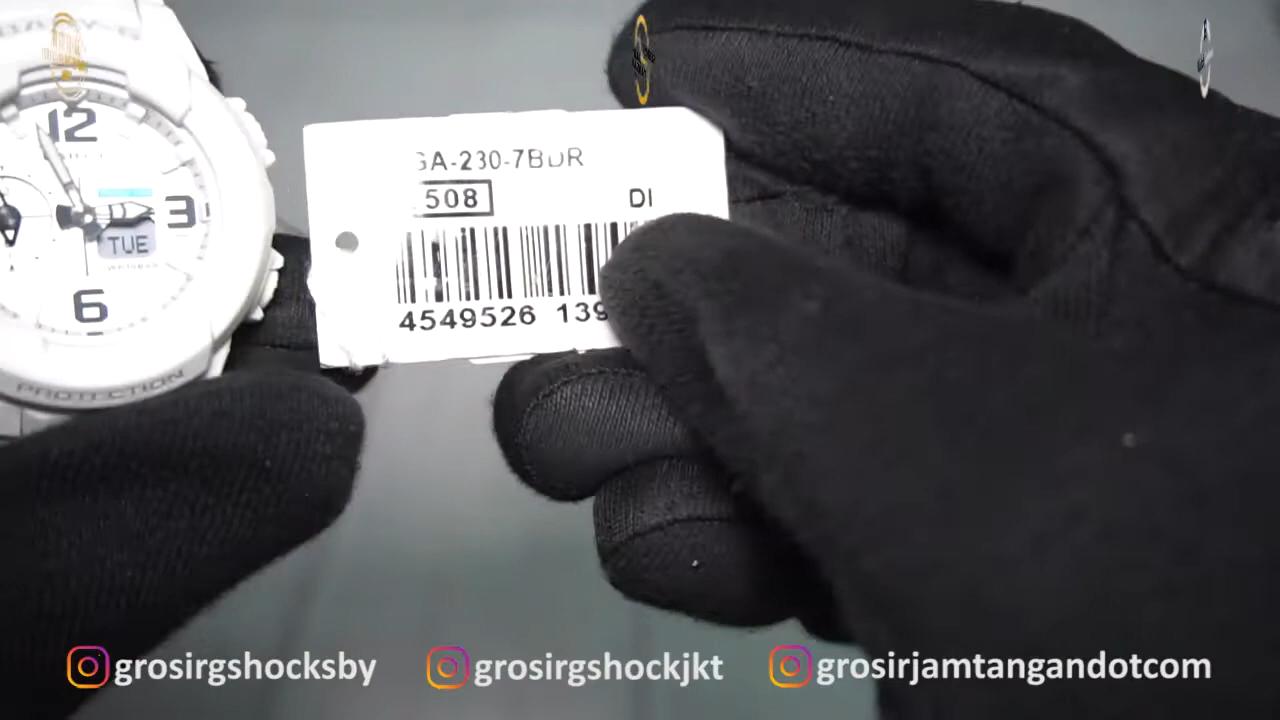 12
3
TUE
6
PROTECTION
GA-230-7BDR
508
DI
4549526 139
grosirgshocksby
grosirgshockjkt
grosirjamtangandotcom